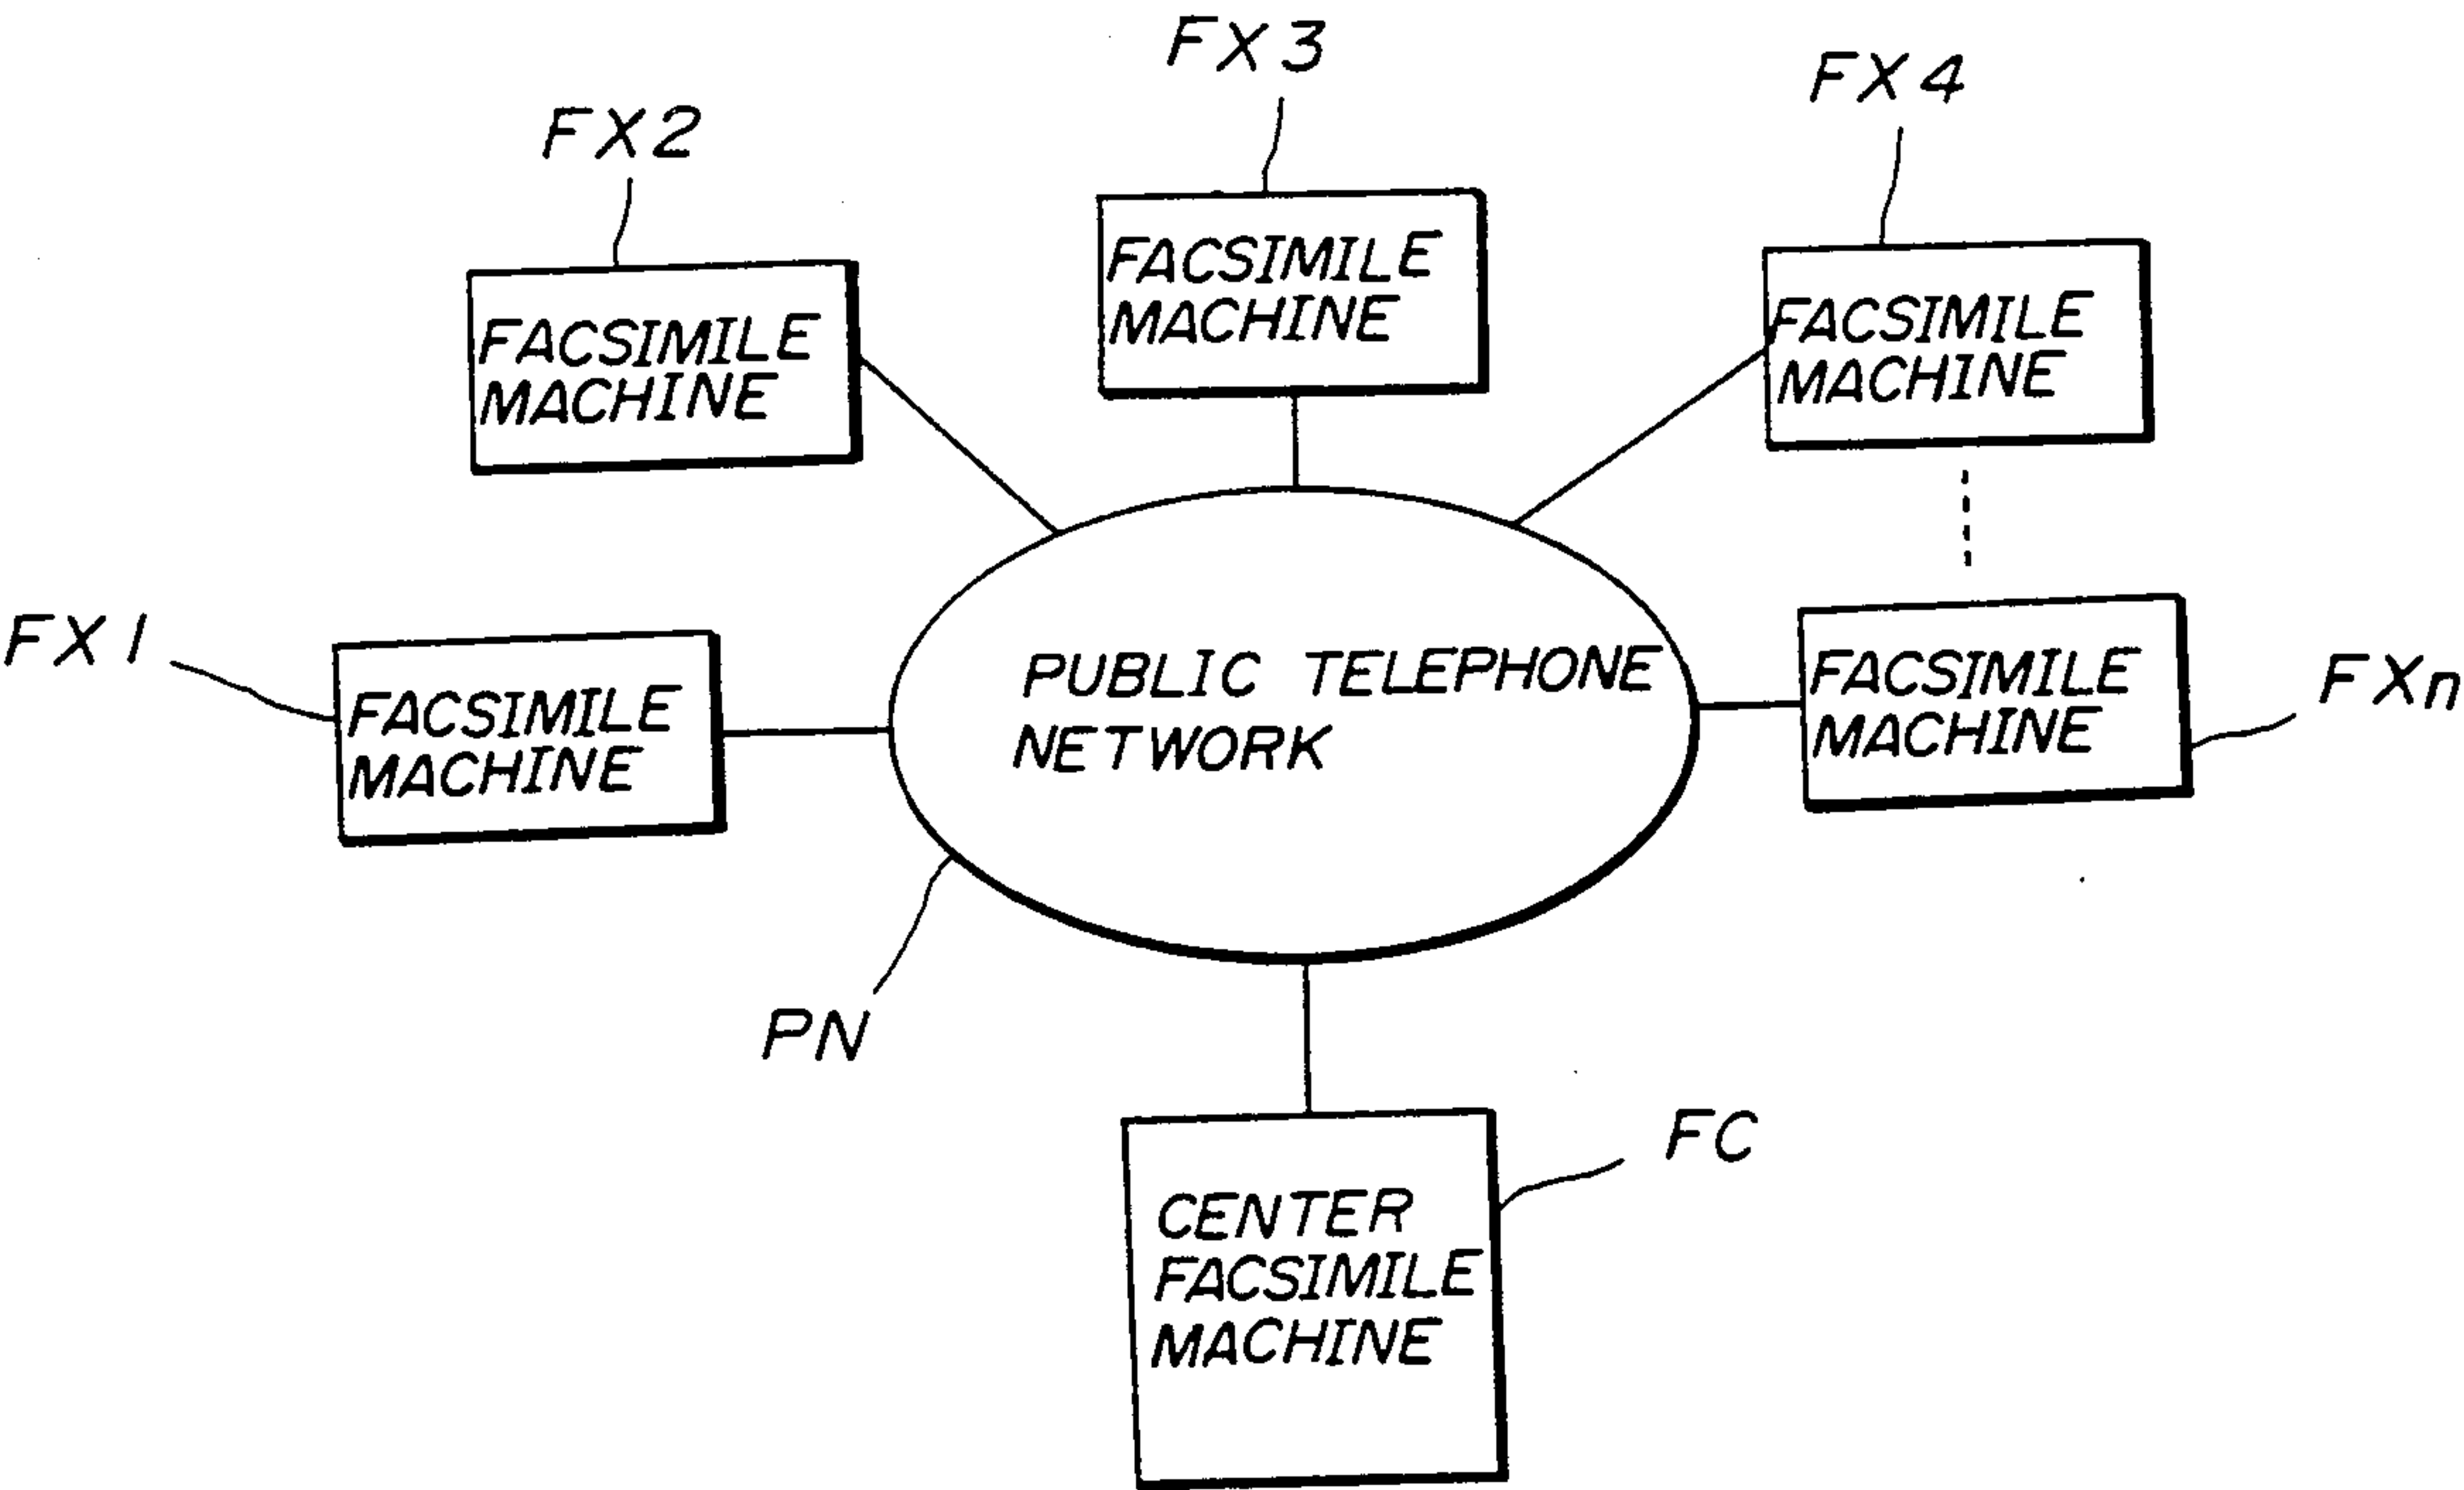 FX3
FX4
FX2
FACSIMILE
MACHINE
FACSIMILE
MACHINE
FACSIMILE
MACHINE
FX1
FACSIMILE
MACHINE
PUBLIC TELEPHONE
NETWORK
FACSIMILE
MACHINE
FXn
PN
FC
CENTER
FACSIMILE
MACHINE